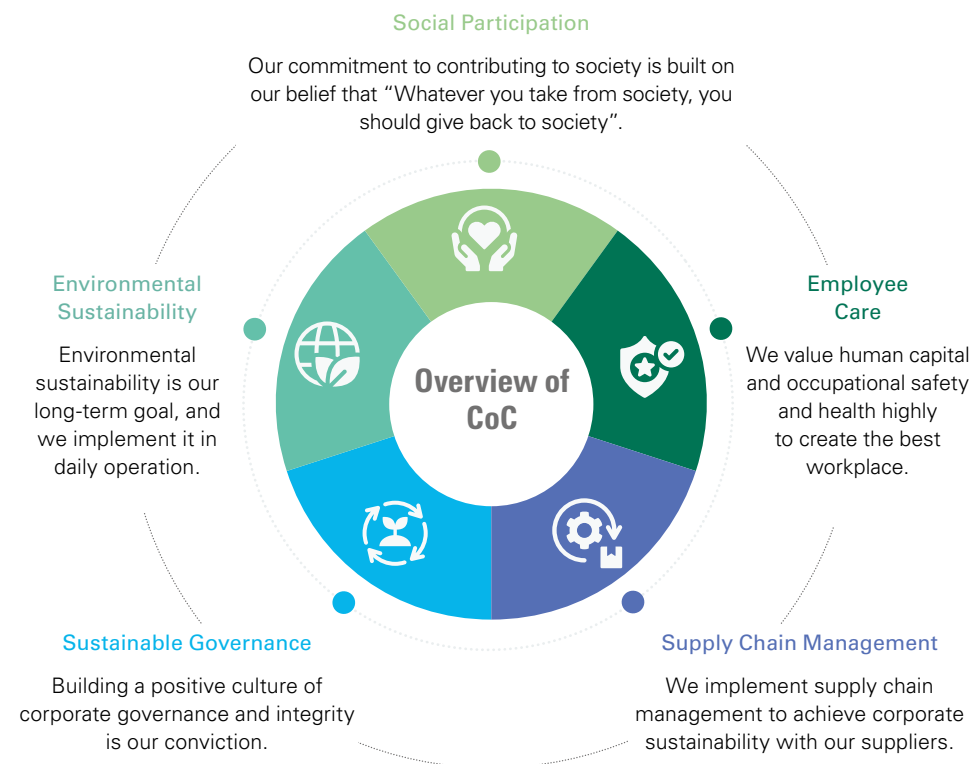 Social Participation
Our commitment to contributing to society is built on
our belief that “Whatever you take from society, you
should give back to society”.
Environmental
Sustainability
Environmental
sustainability is our
long-term goal, and
we implement it in
daily operation.
Overview of
CoC
Employee
Care
We value human capital
and occupational safety
and health highly
to create the best
workplace.
Sustainable Governance
Building a positive culture of
corporate governance and integrity
is our conviction.
Supply Chain Management
We implement supply chain
management to achieve corporate
sustainability with our suppliers.